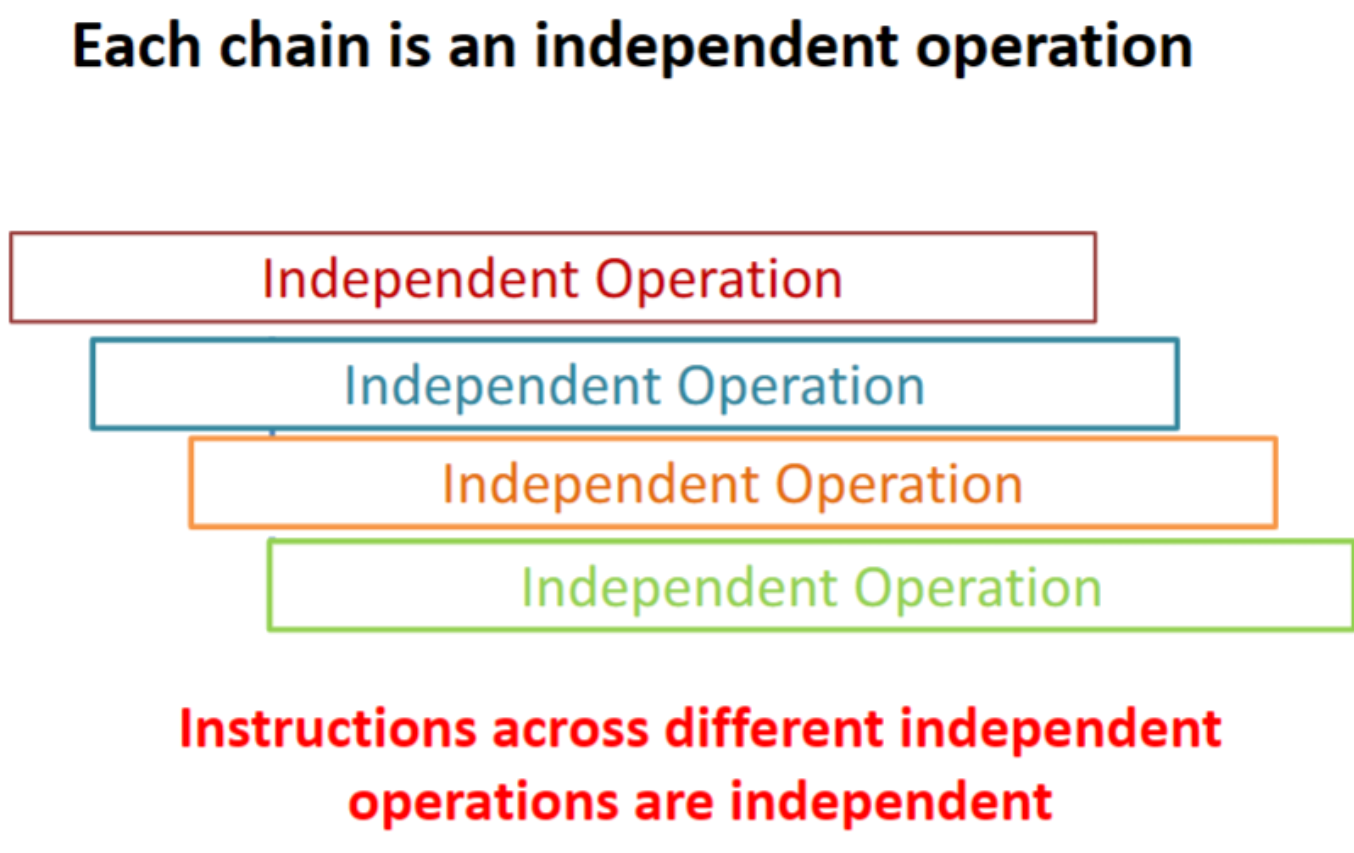 Each chain is an independent operation
Independent Operation
Independent Operation
Independent Operation
Independent Operation
Instructions across different independent
operations are independent